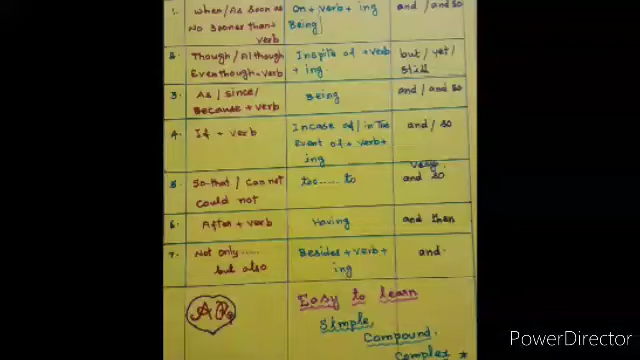 1. When/As soon as On + verb + ing and/and so
No sooner than + Being/
verb
2. Though/Although Inspite of + verb but/yet/
Eventhough + verb + ing still
3. As/since/ Being and/and so
Because + verb
4. If + verb Incase of/in the and/so
Event of + verb +
ing
very
5. So-that/Can not too......to and so
could not
6. After + verb Having and then
7. Not only..... Besides + verb + and
but also ing
Easy to learn
Simple,
Compound.
Complex
PowerDirector